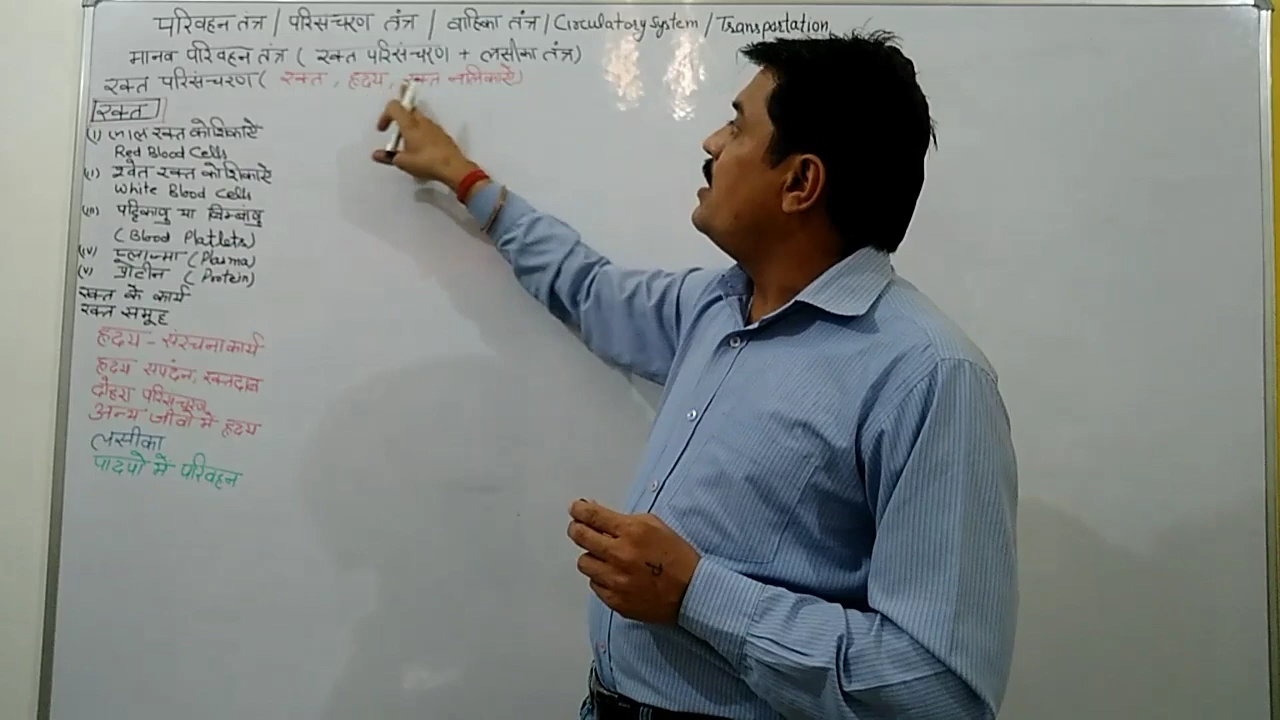 परिवहन तंत्र / परिसंचरण तंत्र / वाहिका तंत्र / Circulatory System / Transportation
मानव परिवहन तंत्र ( रक्त परिसंचरण + लसीका तंत्र)
रक्त परिसंचरण ( रक्त , हृदय , रक्त नलिकाऐ)
रक्त
(i) लाल रक्त कोशिकाऐ
Red Blood Cells
(ii) श्वेत रक्त कोशिकाऐ
White Blood Cells
(iii) पट्टिकाणु या बिम्बाणु
(Blood Platlets)
(iv) प्लाज्मा (Plasma)
(v) प्रोटीन (Protein)
रक्त के कार्य
रक्त समूह
हृदय - संरचना कार्य
हृदय सपंदन, रक्तदाब
दोहरा परिसंचरण
अन्य जीवो मे हृदय
लसीका
पादपो मे परिवहन